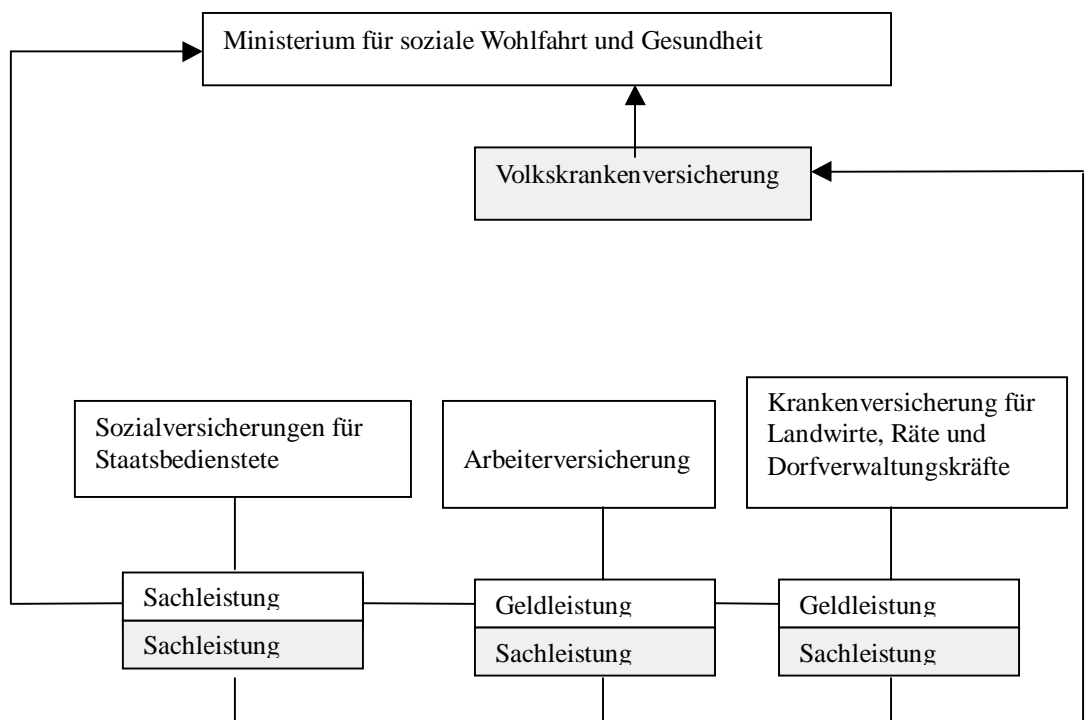 Ministerium für soziale Wohlfahrt und Gesundheit
Volkskrankenversicherung
Sozialversicherungen für
Staatsbedienstete
Arbeiterversicherung
Krankenversicherung für
Landwirte, Räte und
Dorfverwaltungskräfte
Sachleistung
Sachleistung
Geldleistung
Sachleistung
Geldleistung
Sachleistung